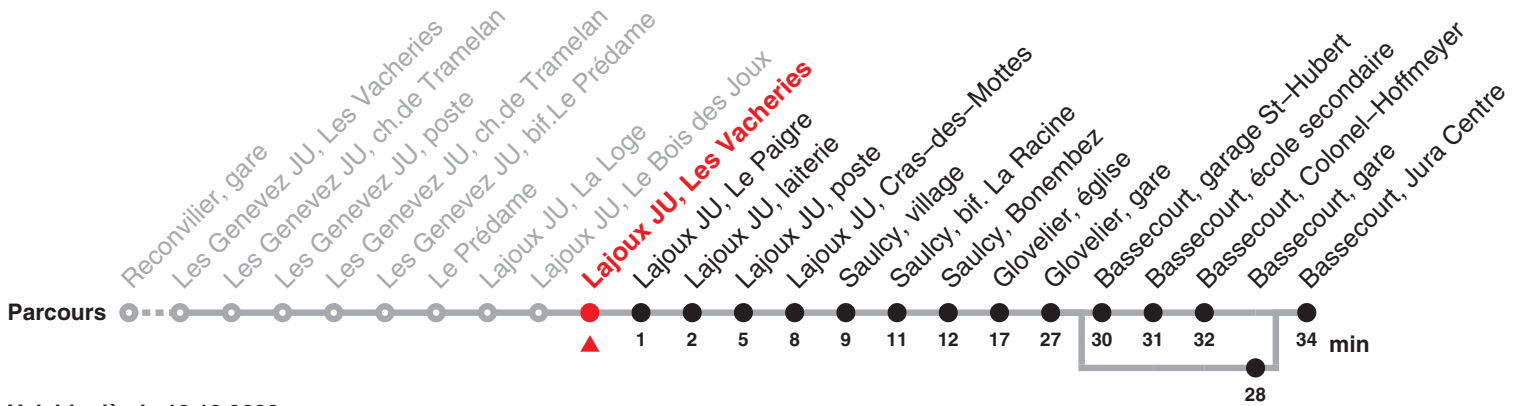 Reconvilier, gare
Les Genevez JU, Les Vacheries
Les Genevez JU, ch.de Tramelan
Les Genevez JU, poste
Les Genevez JU, ch.de Tramelan
Les Genevez JU, bif.Le Prédame
Le Prédame
Lajoux JU, La Loge
Lajoux JU, Le Bois des Joux
Lajoux JU, Les Vacheries
Lajoux JU, Le Paigre
Lajoux JU, laiterie
Lajoux JU, poste
Lajoux JU, Cras–des–Mottes
Saulcy, village
Saulcy, bif. La Racine
Saulcy, Bonembez
Glovelier, église
Glovelier, gare
Bassecourt, garage St–Hubert
Bassecourt, école secondaire
Bassecourt, Colonel–Hoffmeyer
Bassecourt, gare
Bassecourt, Jura Centre
Parcours
1 2 5 8 9 11 12 17 27 30 31 32 34 min
28